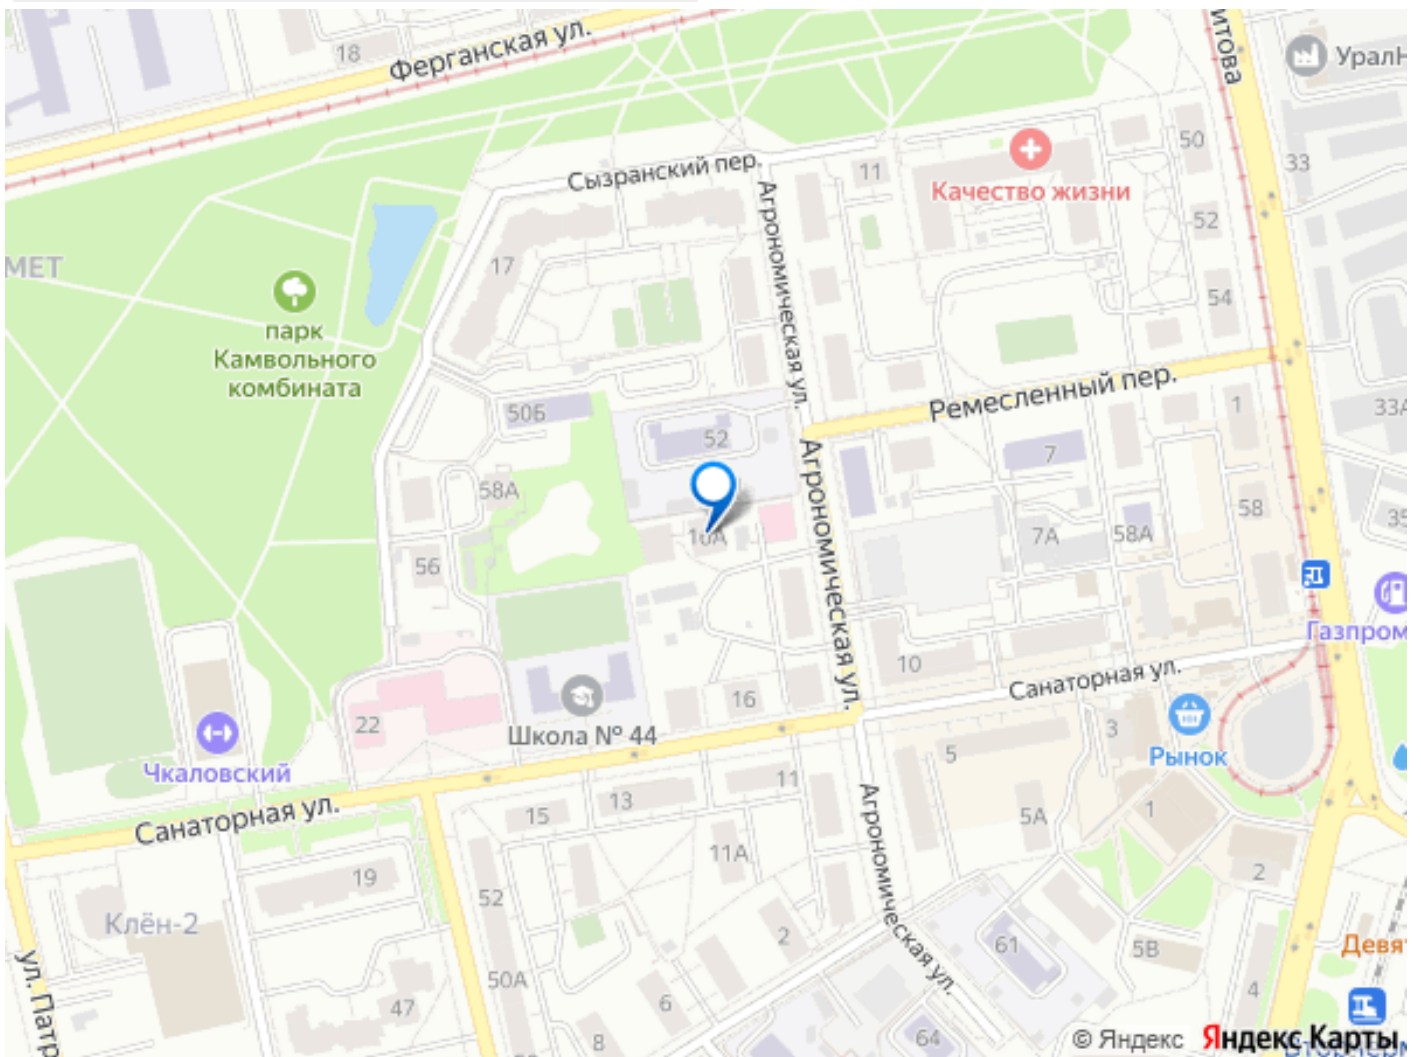 18
Ферганская ул.
итова
УралН
50
33
Сызранский пер.
11
Качество жизни
52
МЕТ
17
Агрономическая ул.
54
парк
Камвольного
комбината
Ремесленный пер.
1
33А
50Б
52
7
58А
58
16А
7А
58А
35
56
Агрономическая ул.
Газпром
10
Санаторная ул.
16
22
Школа № 44
3
Рынок
Чкаловский
5
11
13
15
Санаторная ул.
5А
1
11А
2
19
52
Агрономическая ул.
Клён-2
2
61
5В
Девят
ул. Патр
50А
47
6
4
8
64
© Яндекс Яндекс Карты